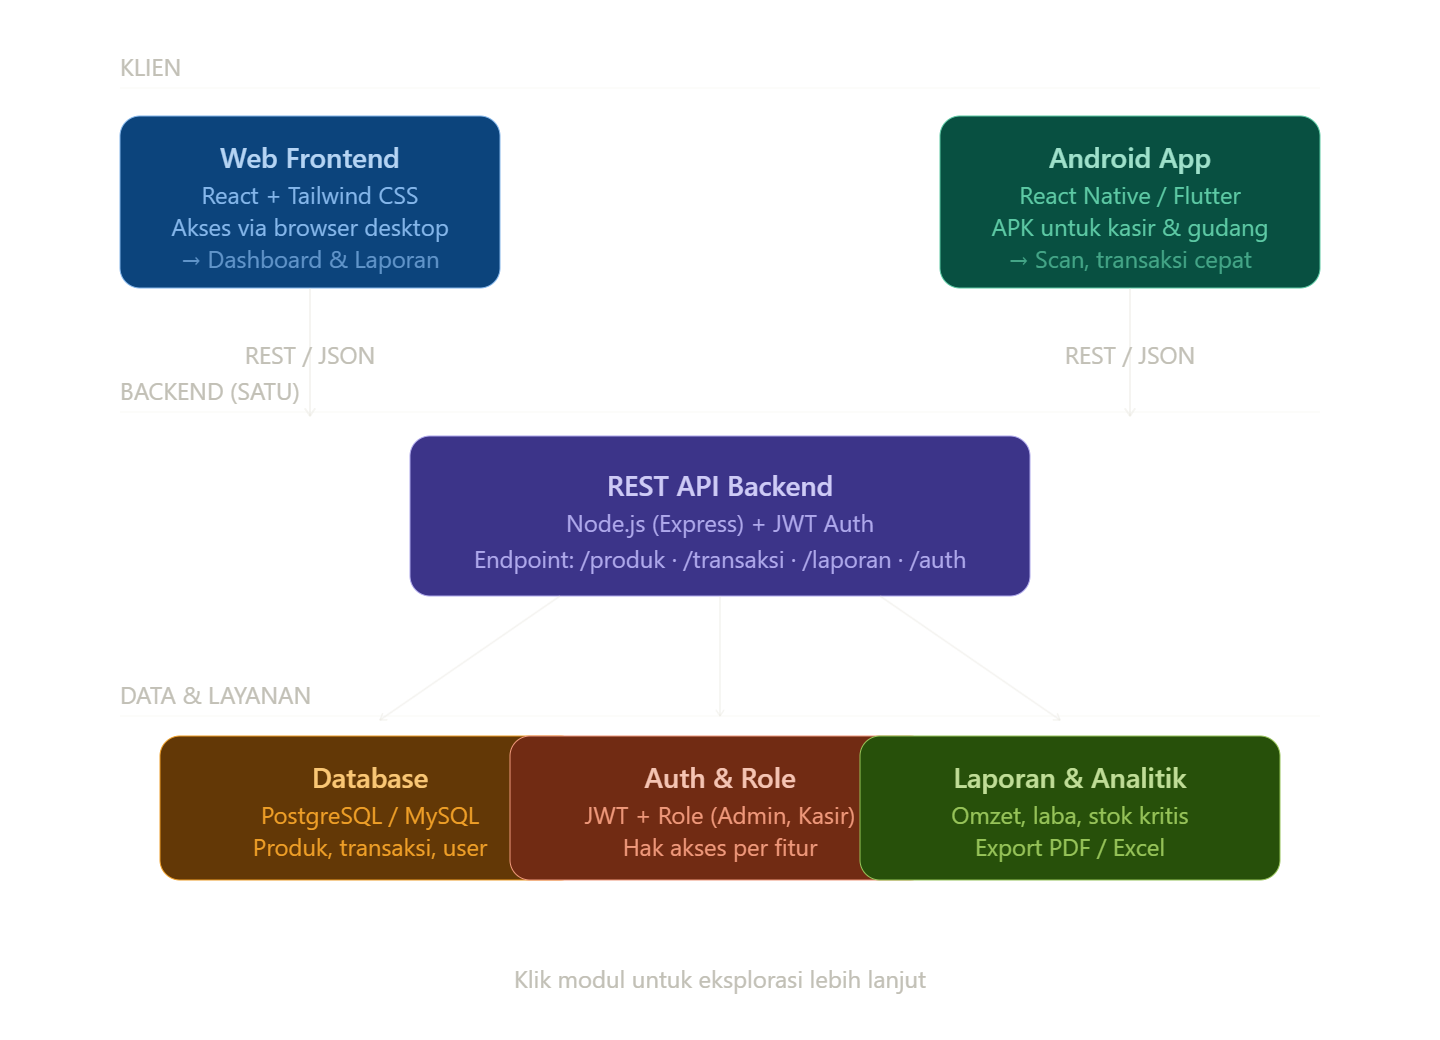 KLIEN
Web Frontend
React + Tailwind CSS
Akses via browser desktop
→ Dashboard & Laporan
Android App
React Native / Flutter
APK untuk kasir & gudang
→ Scan, transaksi cepat
REST / JSON
REST / JSON
BACKEND (SATU)
REST API Backend
Node.js (Express) + JWT Auth
Endpoint: /produk · /transaksi · /laporan · /auth
DATA & LAYANAN
Database
PostgreSQL / MySQL
Produk, transaksi, user
Auth & Role
JWT + Role (Admin, Kasir)
Hak akses per fitur
Laporan & Analitik
Omzet, laba, stok kritis
Export PDF / Excel
Klik modul untuk eksplorasi lebih lanjut